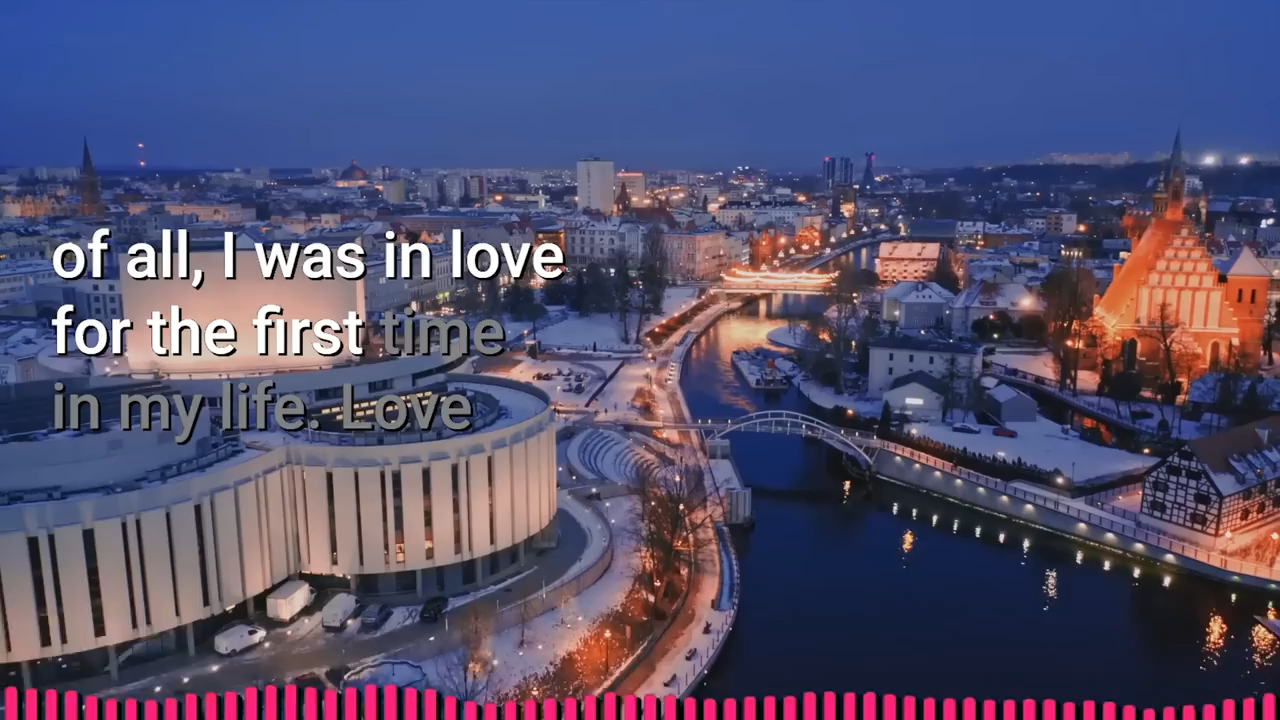 of all, I was in love
for the first time
in my life. Love